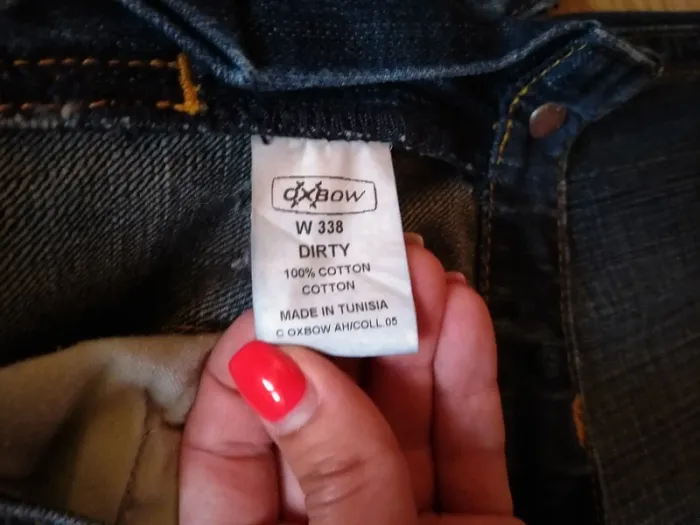 OXBOW
W 338
DIRTY
100% COTTON
COTTON
MADE IN TUNISIA
C OXBOW AH/COLL.05